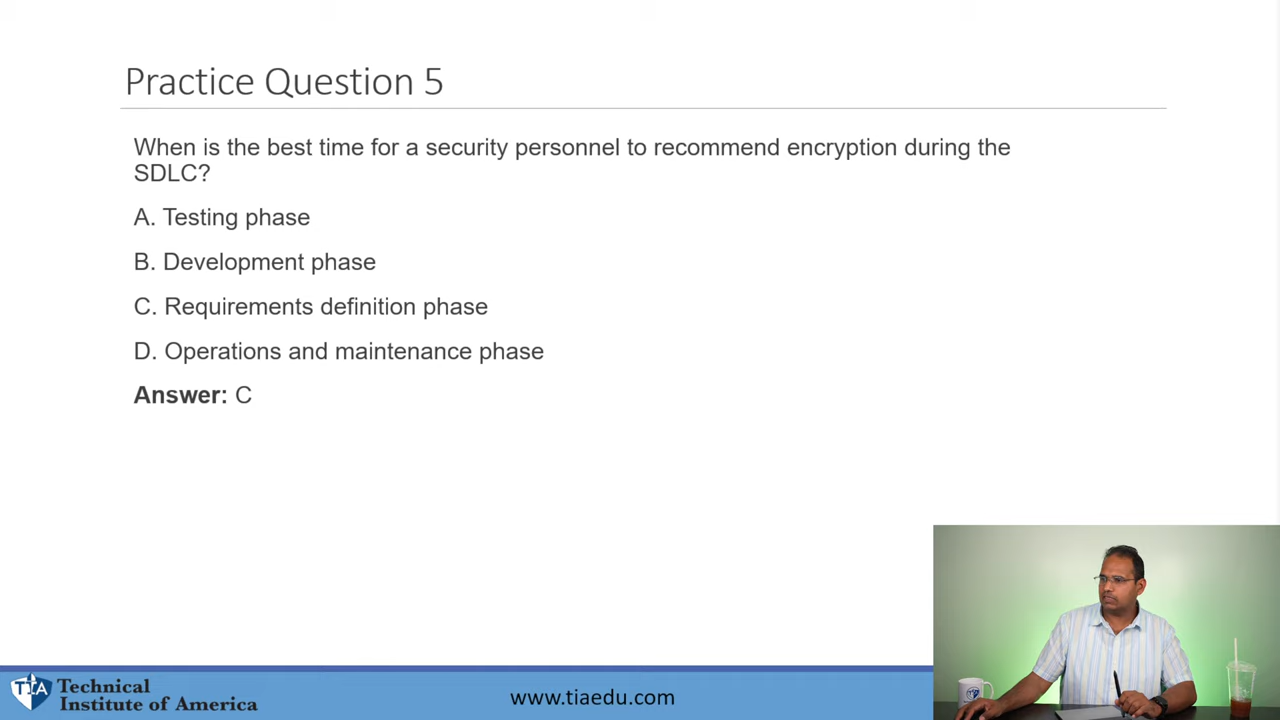 Practice Question 5
When is the best time for a security personnel to recommend encryption during the
SDLC?
A. Testing phase
B. Development phase
C. Requirements definition phase
D. Operations and maintenance phase
Answer: C
TIA
Technical
Institute of America
www.tiaedu.com